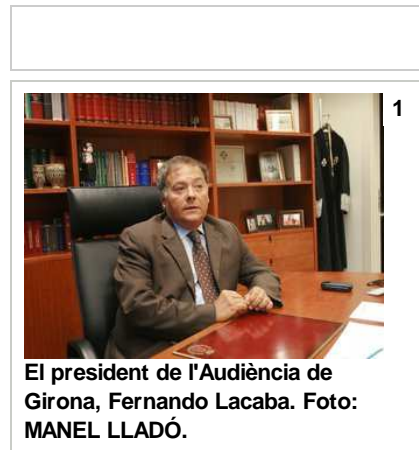 1
El president de l'Audiència de
Girona, Fernando Lacaba. Foto:
MANEL LLADÓ.